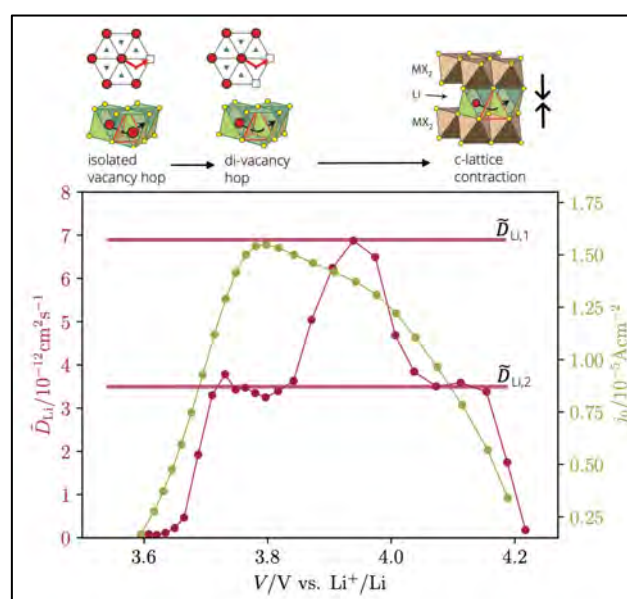 MX₂
Li
MX₂
isolated
vacancy hop
di-vacancy
hop
c-lattice
contraction
8
7
6
5
4
3
2
1
0
D̃Li/10⁻¹²cm²s⁻¹
D̃Li,1
D̃Li,2
1.75
1.50
1.25
1.00
0.75
0.50
0.25
j₀/10⁻⁵Acm⁻²
3.6 3.8 4.0 4.2
V/V vs. Li⁺/Li